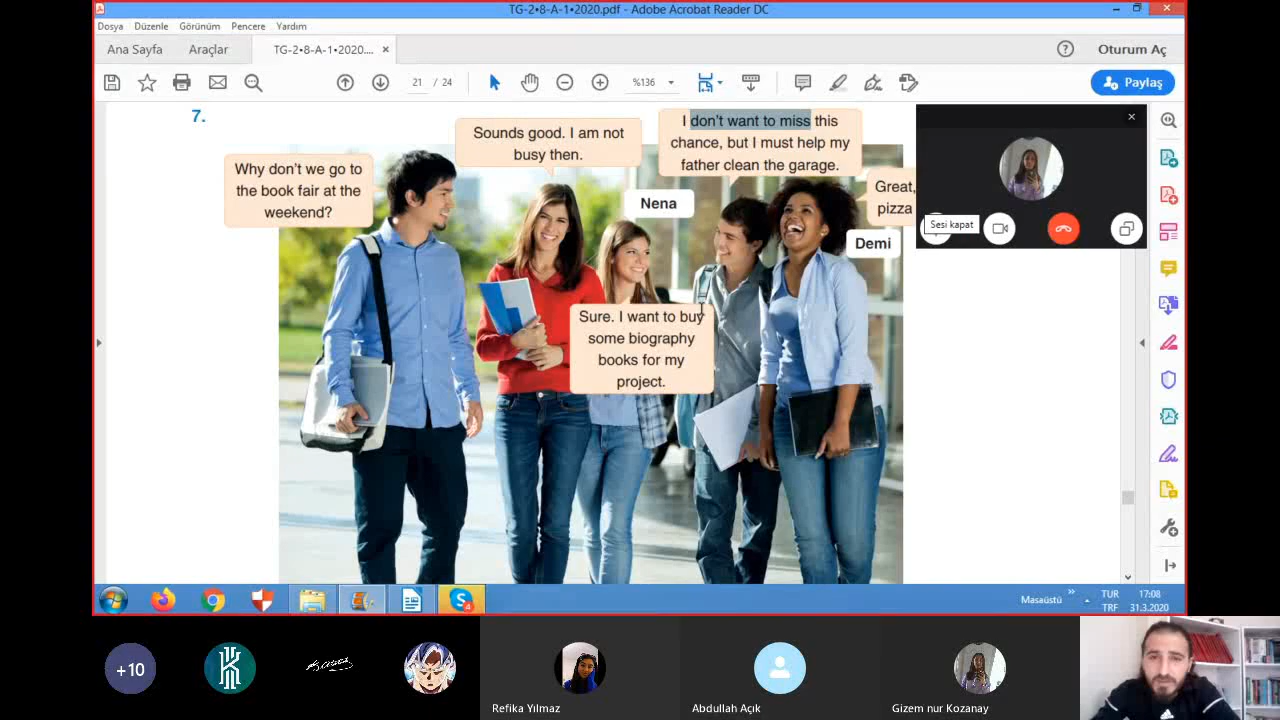 TG-2•8-A-1•2020.pdf - Adobe Acrobat Reader DC
Dosya Düzenle Görünüm Pencere Yardım
Ana Sayfa Araçlar TG-2•8-A-1•2020.... Oturum Aç
21 / 24 %136 Paylaş
7.
Why don't we go to
the book fair at the
weekend?
Sounds good. I am not
busy then.
I don't want to miss this
chance, but I must help my
father clean the garage.
Great,
pizza
Nena
Demi
Sure. I want to buy
some biography
books for my
project.
Sesi kapat
Masaüstü
TUR 17:08
TRF 31.3.2020
4
+10
Refika Yılmaz
Abdullah Açık
Gizem nur Kozanay